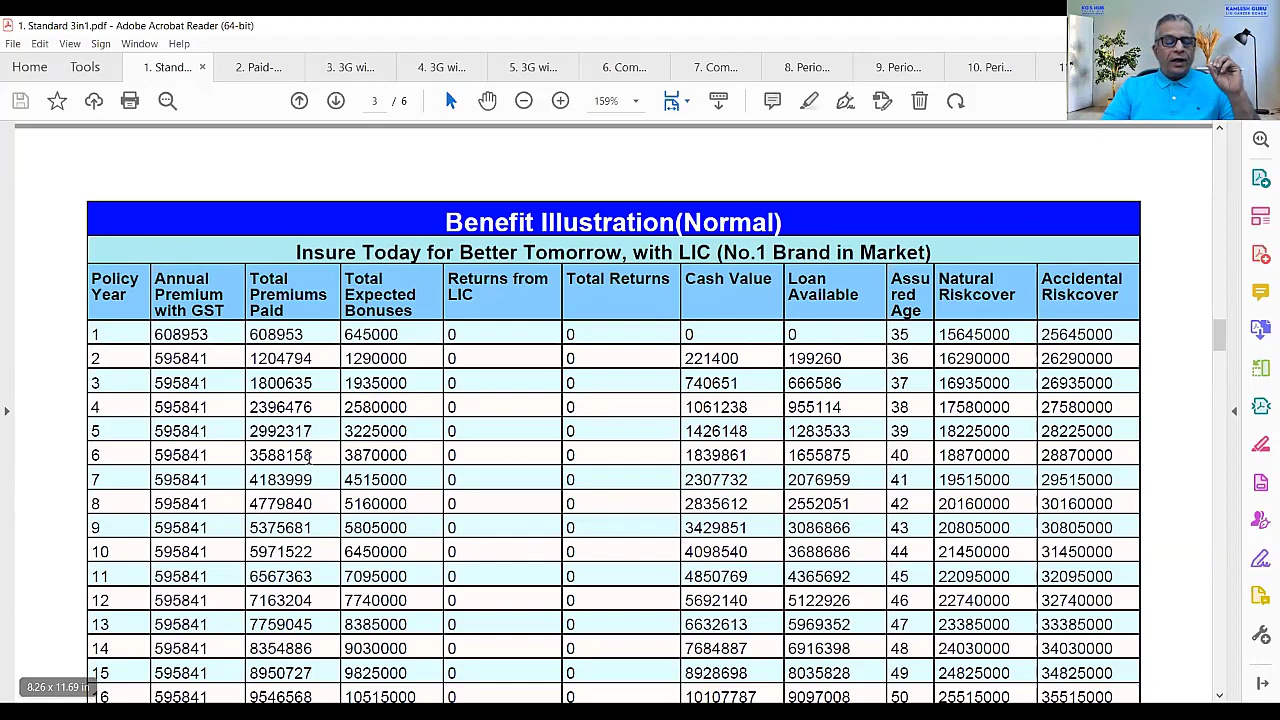 1. Standard 3in1.pdf - Adobe Acrobat Reader (64-bit)
File Edit View Sign Window Help
Home Tools 1. Stand... × 2. Paid-... 3. 3G wi... 4. 3G wi... 5. 3G wi... 6. Com... 7. Com... 8. Perio... 9. Perio... 10. Peri...
3 / 6 159%
KAMLESH GURU
LIC CAREER COACH
Benefit Illustration(Normal)
Insure Today for Better Tomorrow, with LIC (No.1 Brand in Market)
Policy Year Annual Premium with GST Total Premiums Paid Total Expected Bonuses Returns from LIC Total Returns Cash Value Loan Available Assu red Age Natural Riskcover Accidental Riskcover
1 608953 608953 645000 0 0 0 0 35 15645000 25645000
2 595841 1204794 1290000 0 0 221400 199260 36 16290000 26290000
3 595841 1800635 1935000 0 0 740651 666586 37 16935000 26935000
4 595841 2396476 2580000 0 0 1061238 955114 38 17580000 27580000
5 595841 2992317 3225000 0 0 1426148 1283533 39 18225000 28225000
6 595841 3588158 3870000 0 0 1839861 1655875 40 18870000 28870000
7 595841 4183999 4515000 0 0 2307732 2076959 41 19515000 29515000
8 595841 4779840 5160000 0 0 2835612 2552051 42 20160000 30160000
9 595841 5375681 5805000 0 0 3429851 3086866 43 20805000 30805000
10 595841 5971522 6450000 0 0 4098540 3688686 44 21450000 31450000
11 595841 6567363 7095000 0 0 4850769 4365692 45 22095000 32095000
12 595841 7163204 7740000 0 0 5692140 5122926 46 22740000 32740000
13 595841 7759045 8385000 0 0 6632613 5969352 47 23385000 33385000
14 595841 8354886 9030000 0 0 7684887 6916398 48 24030000 34030000
15 595841 8950727 9825000 0 0 8928698 8035828 49 24825000 34825000
16 595841 9546568 10515000 0 0 10107787 9097008 50 25515000 35515000
8.26 x 11.69 in